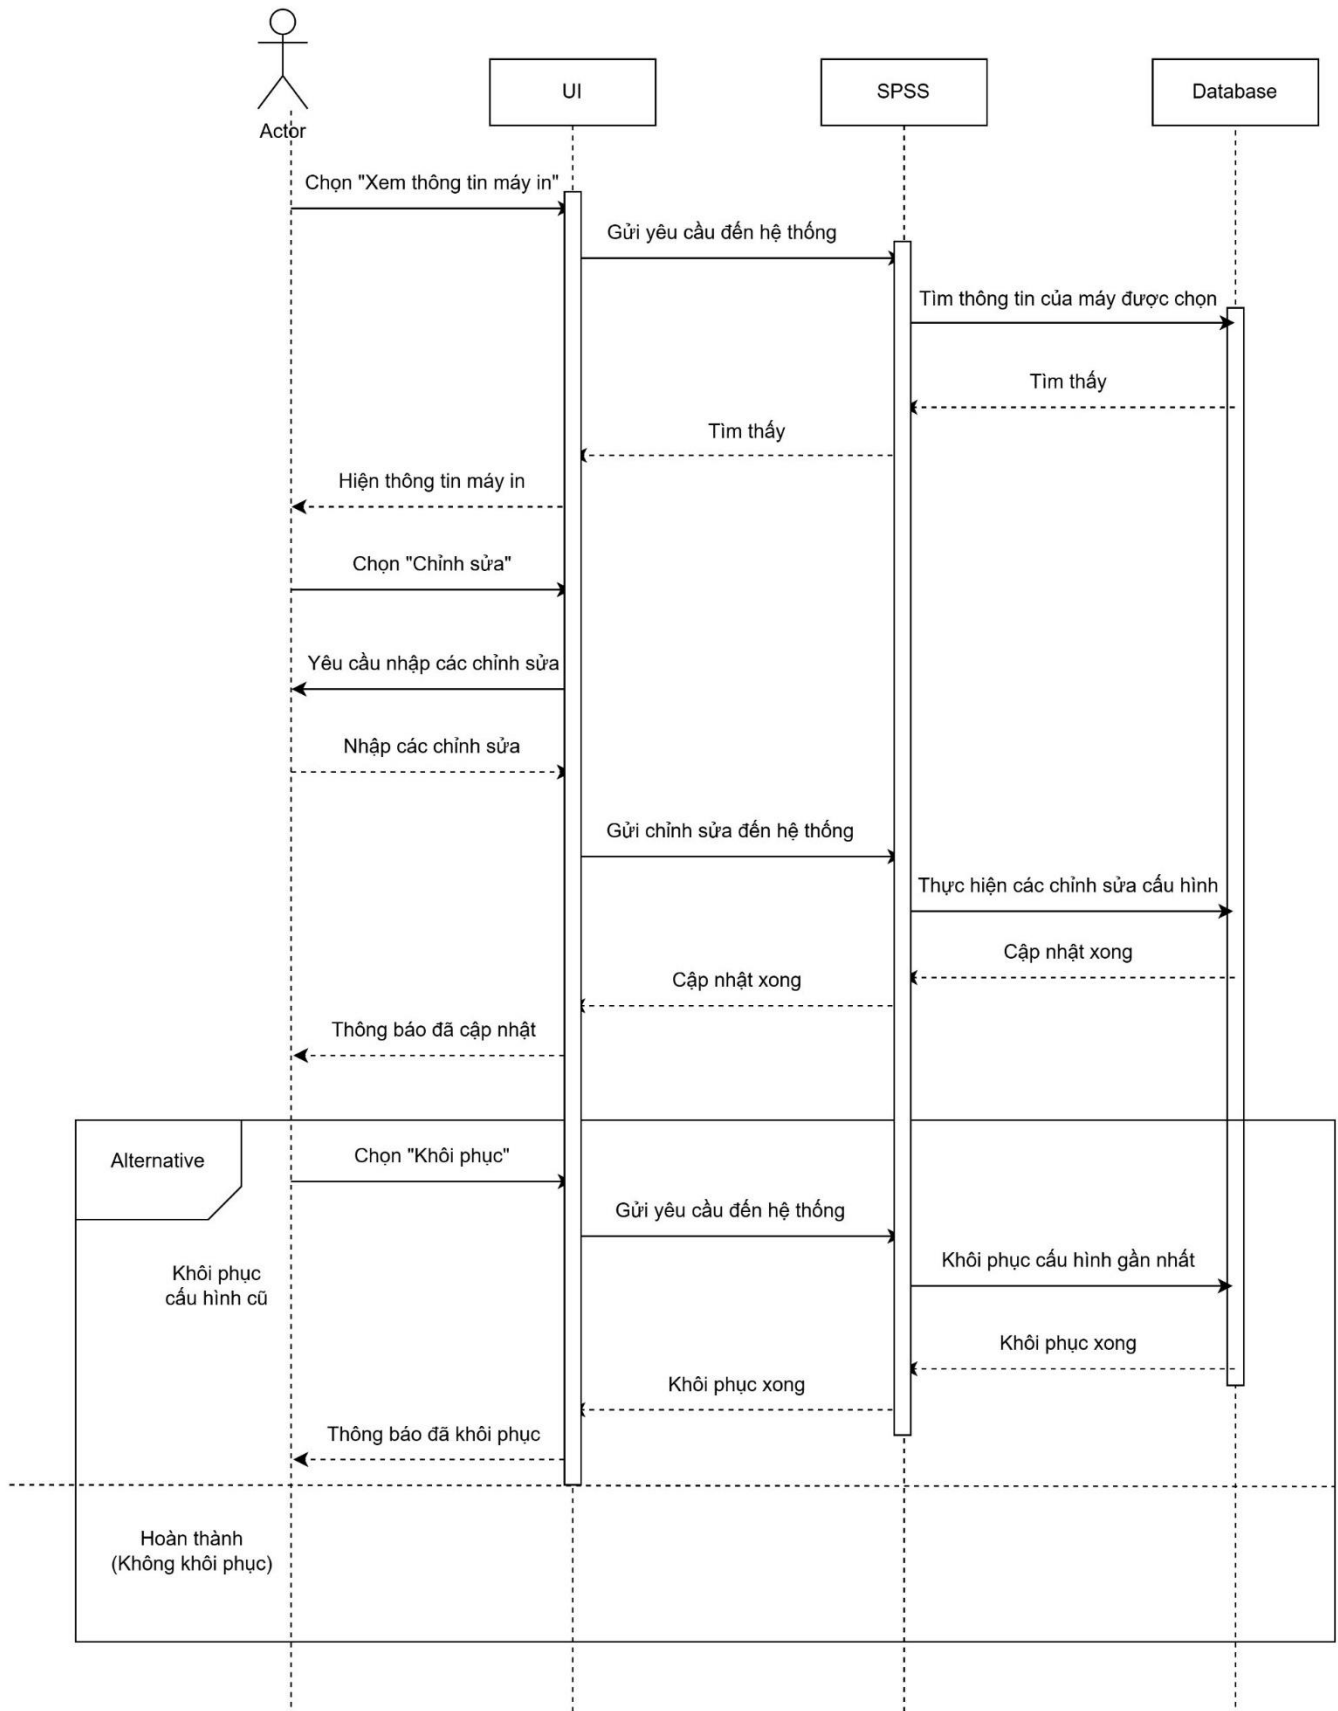 Actor
UI
SPSS
Database
Chọn "Xem thông tin máy in"
Gửi yêu cầu đến hệ thống
Tìm thông tin của máy được chọn
Tìm thấy
Tìm thấy
Hiện thông tin máy in
Chọn "Chỉnh sửa"
Yêu cầu nhập các chỉnh sửa
Nhập các chỉnh sửa
Gửi chỉnh sửa đến hệ thống
Thực hiện các chỉnh sửa cấu hình
Cập nhật xong
Cập nhật xong
Thông báo đã cập nhật
Alternative
Chọn "Khôi phục"
Gửi yêu cầu đến hệ thống
Khôi phục cấu hình gần nhất
Khôi phục
cấu hình cũ
Khôi phục xong
Khôi phục xong
Thông báo đã khôi phục
Hoàn thành
(Không khôi phục)